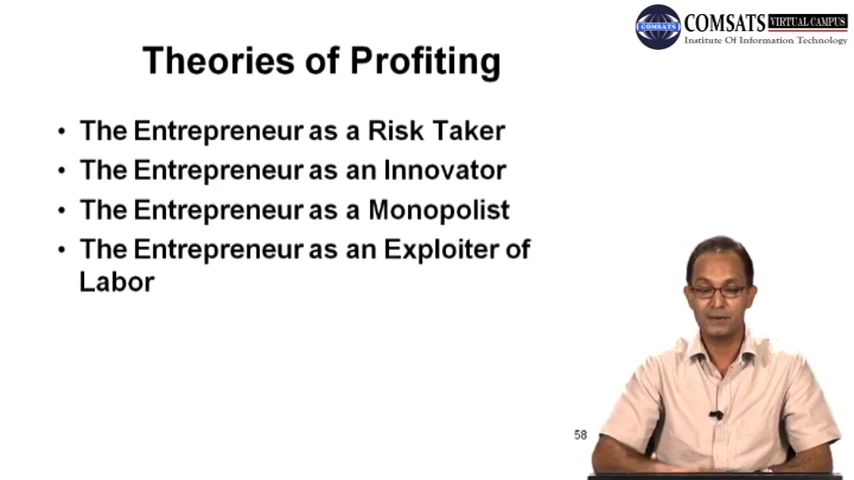 COMSATS VIRTUAL CAMPUS
COMSATS
Institute Of Information Technology
Theories of Profiting
• The Entrepreneur as a Risk Taker
• The Entrepreneur as an Innovator
• The Entrepreneur as a Monopolist
• The Entrepreneur as an Exploiter of
Labor
58